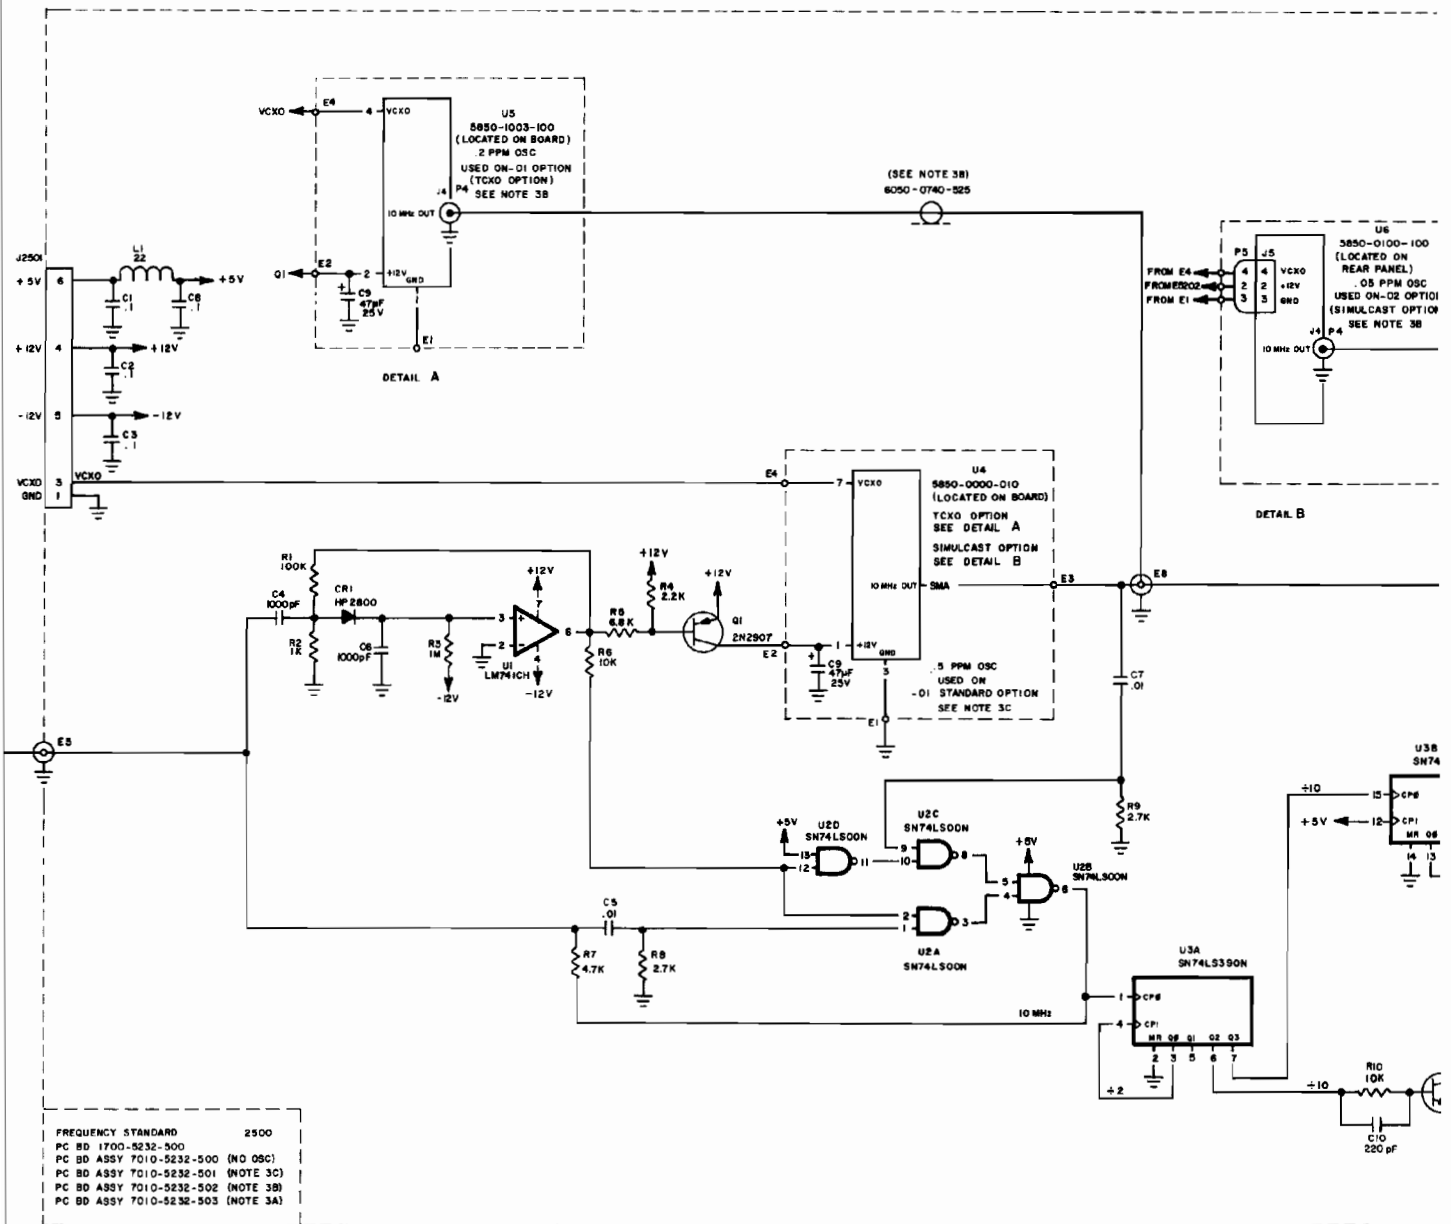 VCXO
E4
4
VCXO
U5
5850-1003-100
(LOCATED ON BOARD)
.2 PPM OSC
USED ON-01 OPTION
(TCXO OPTION)
SEE NOTE 3B
J4
P4
10 MHz OUT
Q1
E2
2
+12V
GND
+
C9
47µF
25V
E1
DETAIL A
(SEE NOTE 3B)
6050-0740-525
U6
5850-0100-100
(LOCATED ON
REAR PANEL)
.05 PPM OSC
USED ON-02 OPTIO
(SIMULCAST OPTION
SEE NOTE 3B
P5
J5
FROM E4
4
4
VCXO
FROM E5202
2
2
+12V
FROM E1
3
3
GND
J4
P4
10 MHz OUT
DETAIL B
J2501
+5V
6
L1
22
+5V
C1
.1
C8
.1
+12V
4
+12V
C2
.1
-12V
5
-12V
C3
.1
VCXO
3
VCXO
GND
1
E4
7
VCXO
U4
5850-0000-010
(LOCATED ON BOARD)
TCXO OPTION
SEE DETAIL A
SIMULCAST OPTION
SEE DETAIL B
10 MHz OUT
SMA
E3
E8
E2
1
+12V
GND
3
+
C9
47µF
25V
.5 PPM OSC
USED ON
-01 STANDARD OPTION
SEE NOTE 3C
E1
R1
100K
C4
1000pF
CR1
HP2800
R2
1K
C6
1000pF
R3
1M
-12V
+12V
7
3
+
2
-
6
4
U1
LM741CH
-12V
R5
6.8K
R6
10K
+12V
R4
2.2K
+12V
Q1
2N2907
C7
.01
R9
2.7K
E5
+5V
U2D
SN74LS00N
13
12
11
U2C
SN74LS00N
9
10
8
+5V
U2B
SN74LS00N
5
4
6
2
1
3
U2A
SN74LS00N
C5
.01
R7
4.7K
R8
2.7K
10 MHz
U3A
SN74LS390N
1
CPØ
4
CP1
MR QØ Q1 Q2 Q3
2 3 5 6 7
÷2
÷10
U3B
SN74
÷10
15
CPØ
+5V
12
CP1
MR QØ
14 13
R10
10K
C10
220 pF
FREQUENCY STANDARD 2500
PC BD 1700-5232-500
PC BD ASSY 7010-5232-500 (NO OSC)
PC BD ASSY 7010-5232-501 (NOTE 3C)
PC BD ASSY 7010-5232-502 (NOTE 3B)
PC BD ASSY 7010-5232-503 (NOTE 3A)